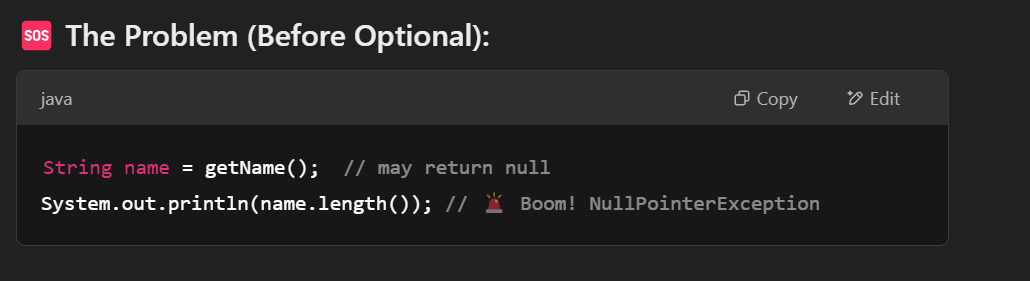 🆘 The Problem (Before Optional):
java
Copy
Edit
String name = getName();  // may return null
System.out.println(name.length()); // 🚨 Boom! NullPointerException